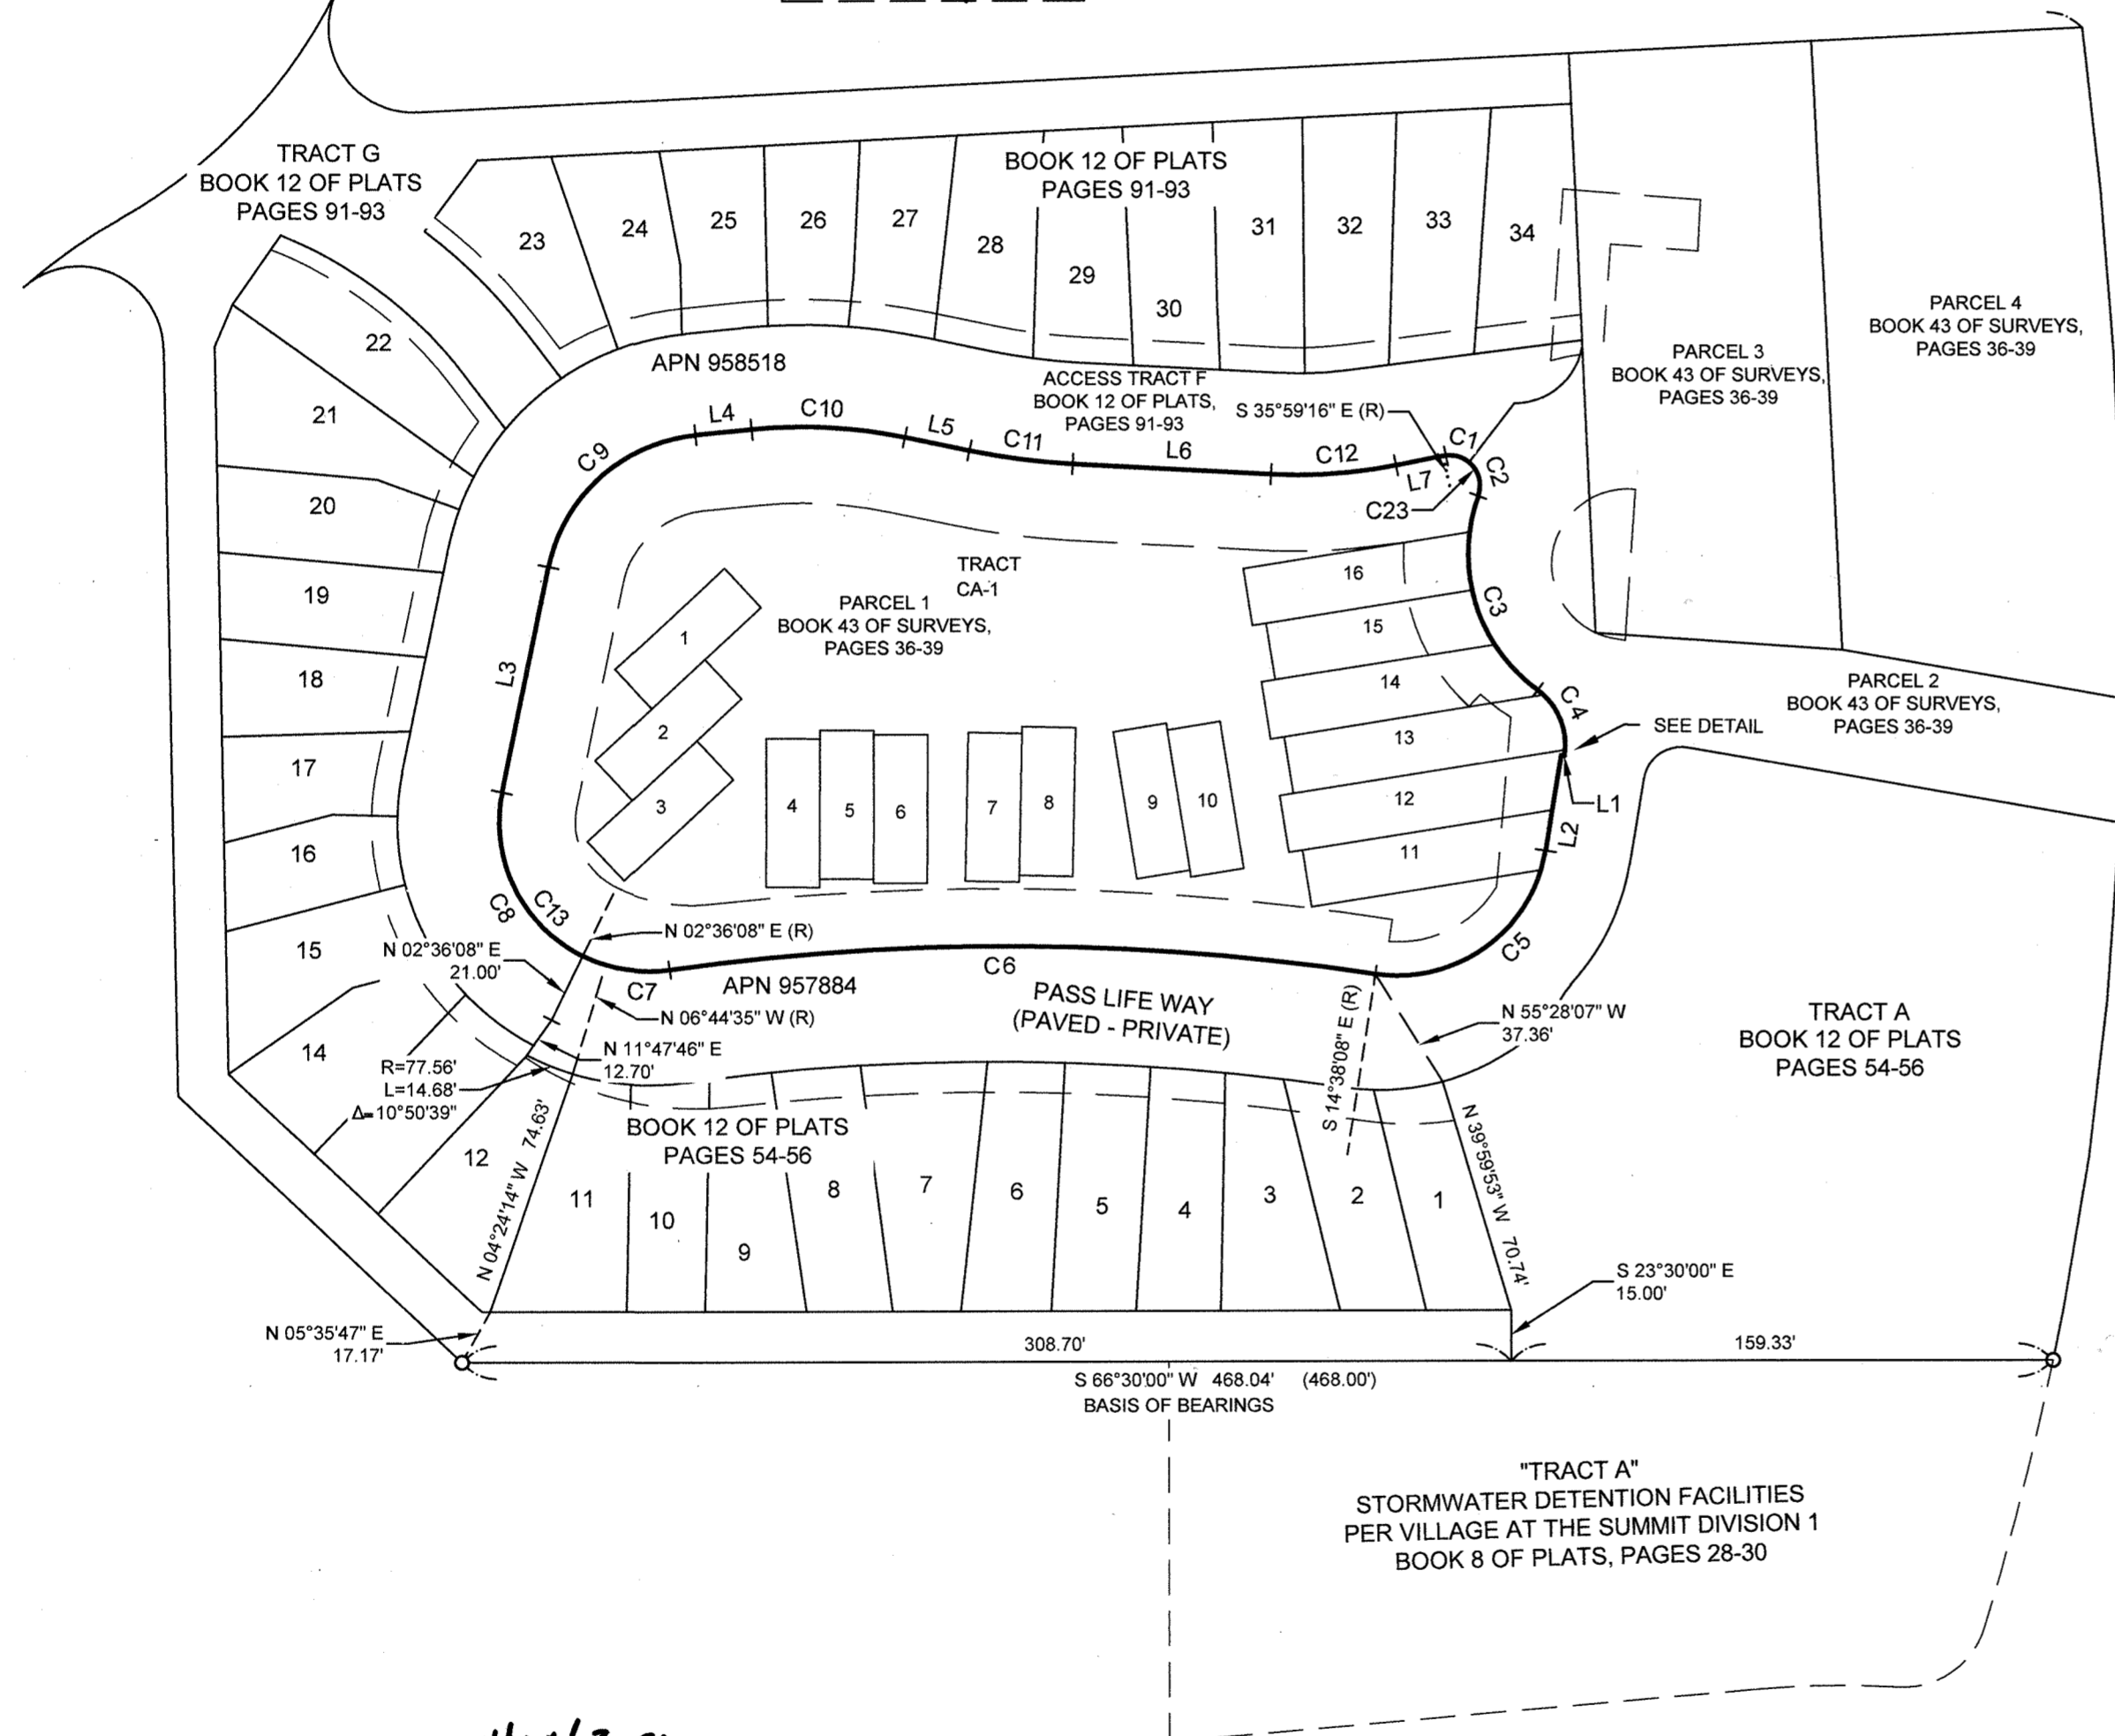 TRACT G
BOOK 12 OF PLATS
PAGES 91-93
BOOK 12 OF PLATS
PAGES 91-93
23
24
25
26
27
28
29
30
31
32
33
34
PARCEL 4
BOOK 43 OF SURVEYS,
PAGES 36-39
PARCEL 3
BOOK 43 OF SURVEYS,
PAGES 36-39
22
21
20
19
18
17
16
15
14
APN 958518
ACCESS TRACT F
BOOK 12 OF PLATS,
PAGES 91-93
S 35°59'16" E (R)
C9
L4
C10
L5
C11
L6
C12
L7
C1
C2
C23
C3
C4
TRACT
CA-1
PARCEL 1
BOOK 43 OF SURVEYS,
PAGES 36-39
L3
1
2
3
4
5
6
7
8
9
10
16
15
14
13
12
11
PARCEL 2
BOOK 43 OF SURVEYS,
PAGES 36-39
SEE DETAIL
L1
L2
C5
C8
C13
N 02°36'08" E (R)
N 02°36'08" E
21.00'
C7
C6
APN 957884
PASS LIFE WAY
(PAVED - PRIVATE)
N 06°44'35" W (R)
N 11°47'46" E
12.70'
R=77.56'
L=14.68'
Δ=10°50'39"
S 14°38'08" E (R)
N 55°28'07" W
37.36'
TRACT A
BOOK 12 OF PLATS
PAGES 54-56
BOOK 12 OF PLATS
PAGES 54-56
12
N 04°24'14" W 74.63'
11
10
9
8
7
6
5
4
3
2
1
N 39°59'53" W 70.74'
S 23°30'00" E
15.00'
N 05°35'47" E
17.17'
308.70'
159.33'
S 66°30'00" W 468.04' (468.00')
BASIS OF BEARINGS
"TRACT A"
STORMWATER DETENTION FACILITIES
PER VILLAGE AT THE SUMMIT DIVISION 1
BOOK 8 OF PLATS, PAGES 28-30